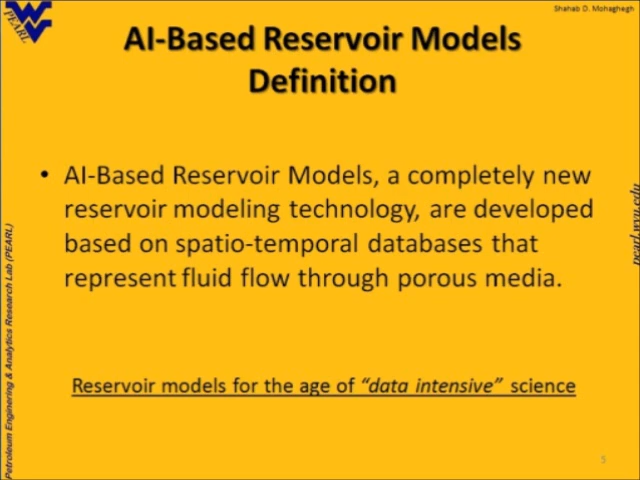 Shahab D. Mohaghegh
PEARL
AI-Based Reservoir Models
Definition
• AI-Based Reservoir Models, a completely new
reservoir modeling technology, are developed
based on spatio-temporal databases that
represent fluid flow through porous media.
Reservoir models for the age of “data intensive” science
Petroleum Enginering & Analytics Research Lab (PEARL)
pearl.wvu.edu
5